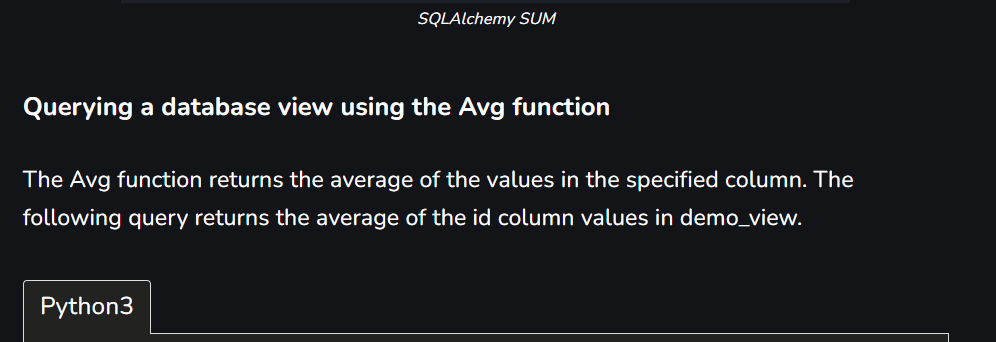 SQLAlchemy SUM
Querying a database view using the Avg function
The Avg function returns the average of the values in the specified column. The
following query returns the average of the id column values in demo_view.
Python3